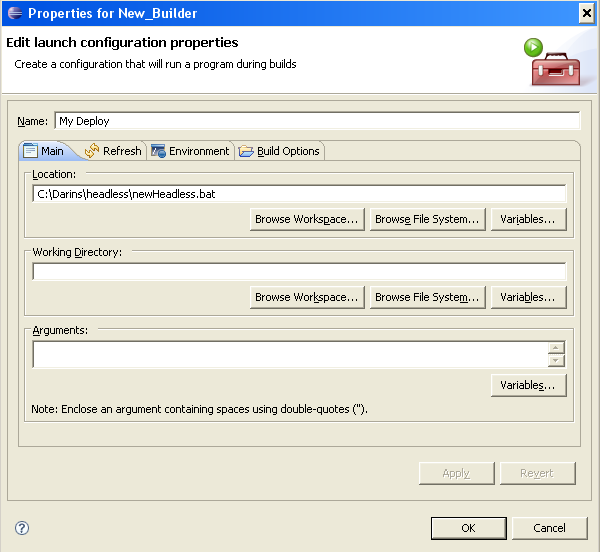 Properties for New_Builder
Edit launch configuration properties
Create a configuration that will run a program during builds
Name: My Deploy
Main Refresh Environment Build Options
Location:
C:\Darins\headless\newHeadless.bat
Browse Workspace... Browse File System... Variables...
Working Directory:
Browse Workspace... Browse File System... Variables...
Arguments:
Variables...
Note: Enclose an argument containing spaces using double-quotes (").
Apply Revert
? OK Cancel